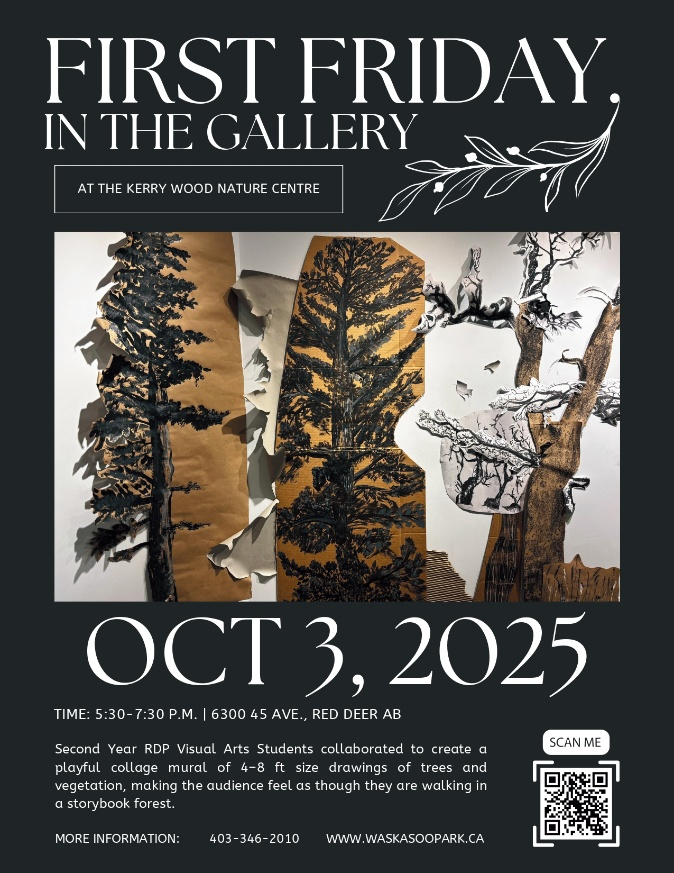 FIRST FRIDAY.
IN THE GALLERY
AT THE KERRY WOOD NATURE CENTRE
OCT 3, 2025
TIME: 5:30-7:30 P.M. | 6300 45 AVE., RED DEER AB
Second Year RDP Visual Arts Students collaborated to create a
playful collage mural of 4-8 ft size drawings of trees and
vegetation, making the audience feel as though they are walking in
a storybook forest.
SCAN ME
MORE INFORMATION: 403-346-2010 WWW.WASKASOOPARK.CA